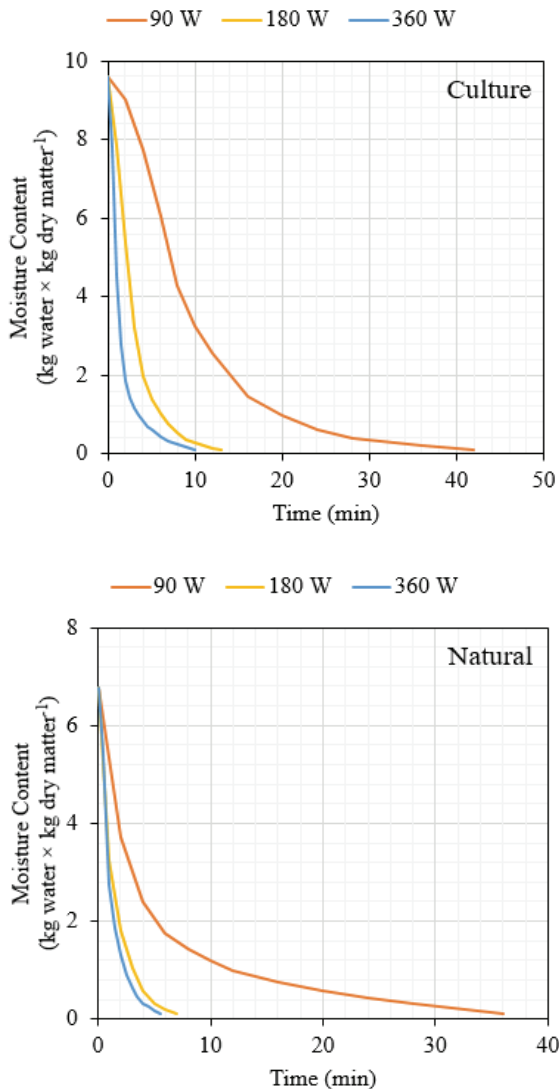 90 W 180 W 360 W
Culture
Moisture Content
(kg water × kg dry matter⁻¹)
10
8
6
4
2
0
0 10 20 30 40 50
Time (min)
90 W 180 W 360 W
Natural
Moisture Content
(kg water × kg dry matter⁻¹)
8
6
4
2
0
0 10 20 30 40
Time (min)